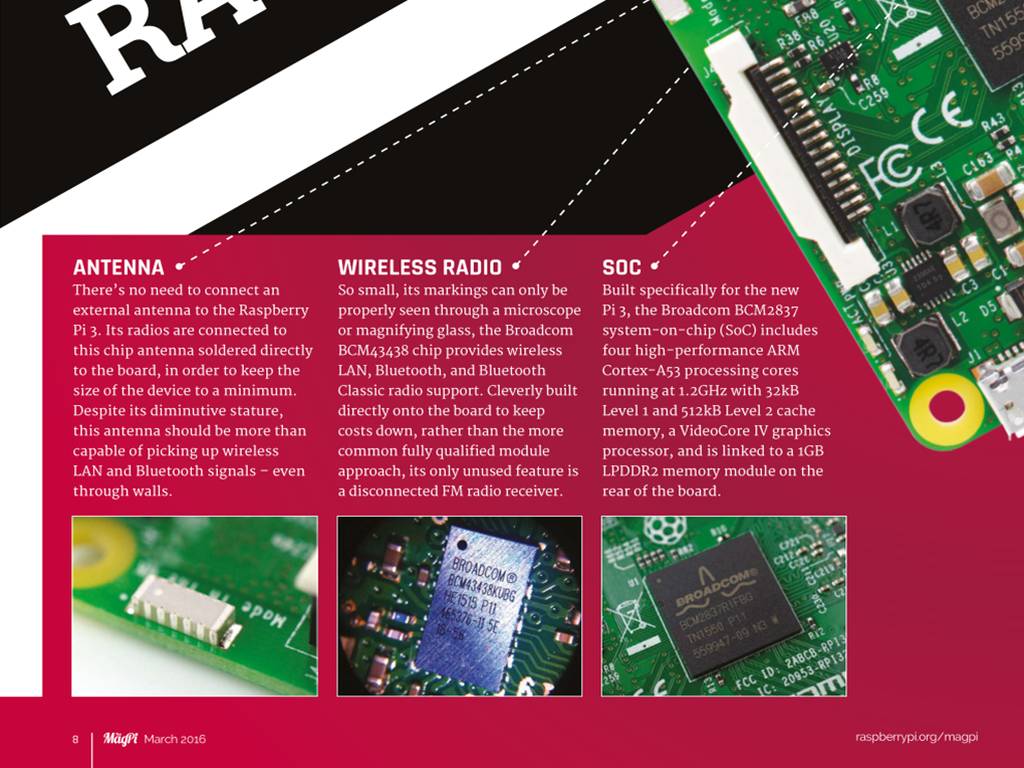 RA
ANTENNA
There's no need to connect an
external antenna to the Raspberry
Pi 3. Its radios are connected to
this chip antenna soldered directly
to the board, in order to keep the
size of the device to a minimum.
Despite its diminutive stature,
this antenna should be more than
capable of picking up wireless
LAN and Bluetooth signals – even
through walls.
WIRELESS RADIO
So small, its markings can only be
properly seen through a microscope
or magnifying glass, the Broadcom
BCM43438 chip provides wireless
LAN, Bluetooth, and Bluetooth
Classic radio support. Cleverly built
directly onto the board to keep
costs down, rather than the more
common fully qualified module
approach, its only unused feature is
a disconnected FM radio receiver.
SOC
Built specifically for the new
Pi 3, the Broadcom BCM2837
system-on-chip (SoC) includes
four high-performance ARM
Cortex-A53 processing cores
running at 1.2GHz with 32kB
Level 1 and 512kB Level 2 cache
memory, a VideoCore IV graphics
processor, and is linked to a 1GB
LPDDR2 memory module on the
rear of the board.
R38
R6
U20
R8
C259
DISPLAY
FCC CE
R43
C163
L1
L3
C3
L2
D5
J1
Made in
BROADCOM®
BCM43438KUBG
HE1515 P11
BROADCOM®
BCM2837RIFBG
TN1550 P13
559947-09 N3 W
U1
R10
R12
FCC ID: 2ABCB-RPI3
IC: 20953-RPI3
8
The MagPi March 2016
raspberrypi.org/magpi